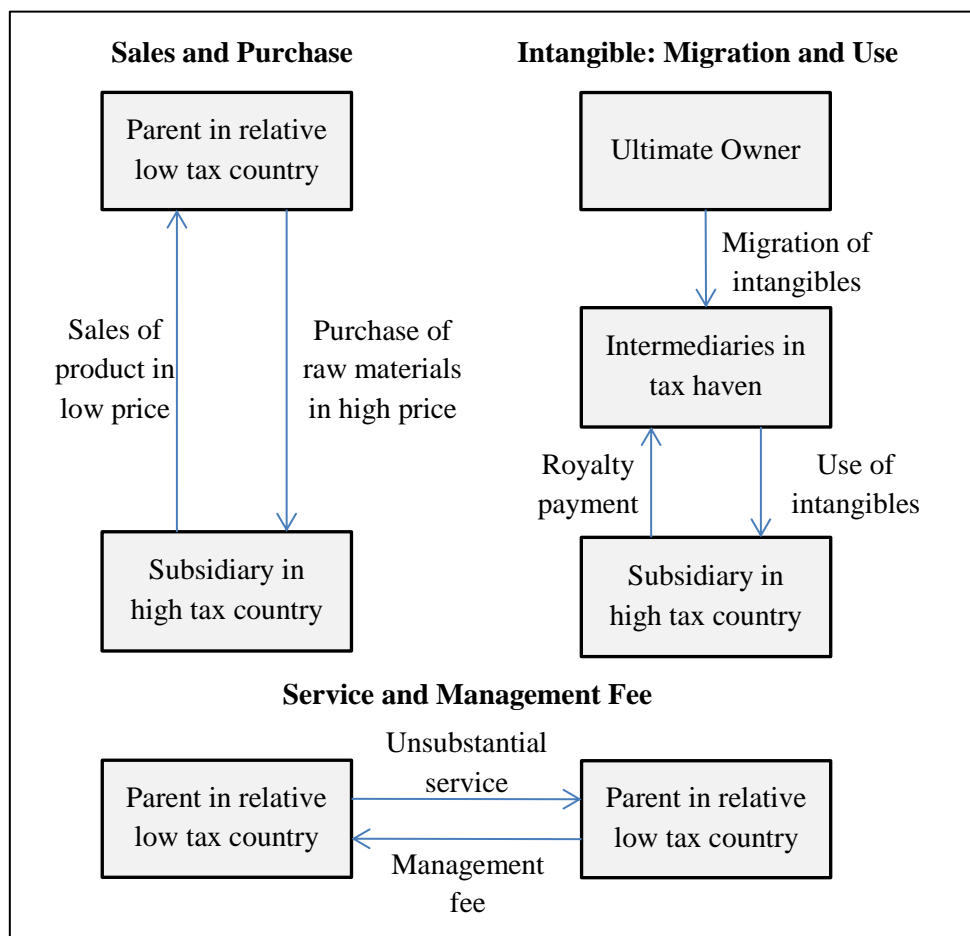 Sales and Purchase
Parent in relative
low tax country
Sales of
product in
low price
Purchase of
raw materials
in high price
Subsidiary in
high tax country
Intangible: Migration and Use
Ultimate Owner
Migration of
intangibles
Intermediaries in
tax haven
Royalty
payment
Use of
intangibles
Subsidiary in
high tax country
Service and Management Fee
Parent in relative
low tax country
Unsubstantial
service
Management
fee
Parent in relative
low tax country